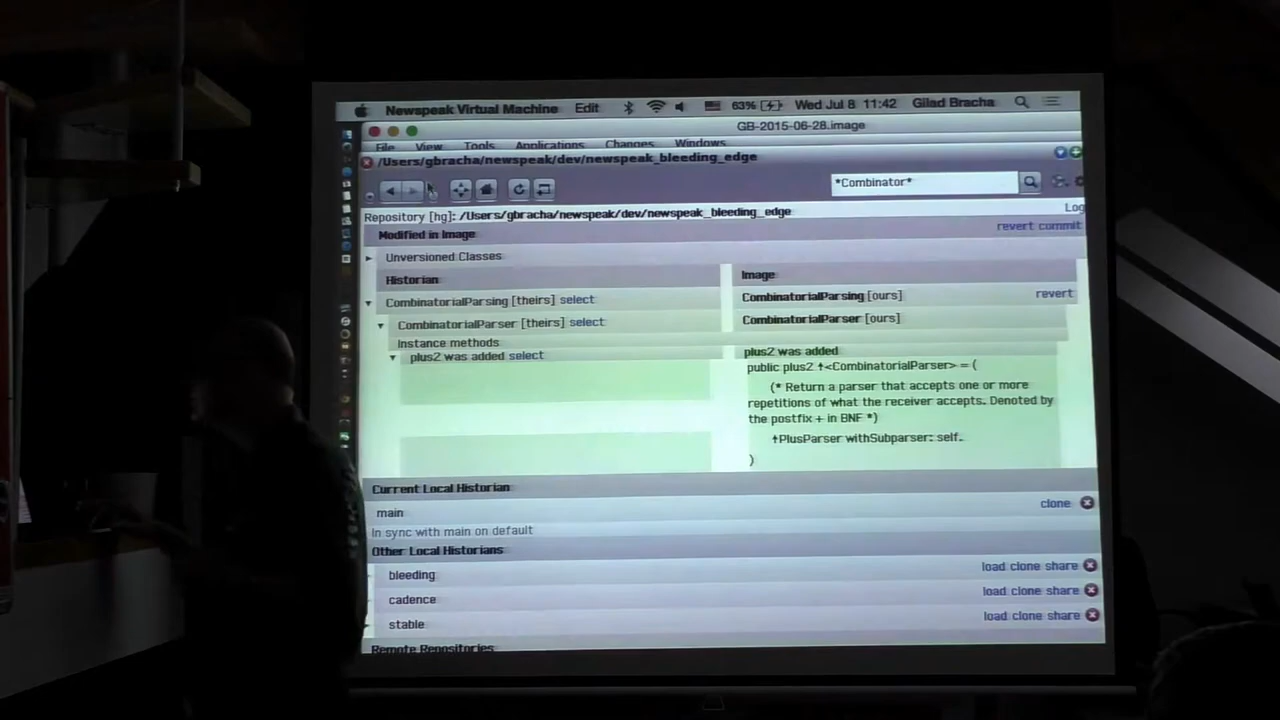 Newspeak Virtual Machine Edit 63% Wed Jul 8 11:42 Gilad Bracha
GB-2015-06-28.image
File View Tools Applications Changes Windows
/Users/gbracha/newspeak/dev/newspeak_bleeding_edge
*Combinator*
Repository [hg]: /Users/gbracha/newspeak/dev/newspeak_bleeding_edge Log
Modified in Image revert commit
Unversioned Classes
Historian Image
CombinatorialParsing [theirs] select CombinatorialParsing [ours] revert
CombinatorialParser [theirs] select CombinatorialParser [ours]
Instance methods
plus2 was added select plus2 was added
public plus2 ↑<CombinatorialParser> = (
(* Return a parser that accepts one or more
repetitions of what the receiver accepts. Denoted by
the postfix + in BNF *)
↑PlusParser withSubparser: self.
)
Current Local Historian
main clone
In sync with main on default
Other Local Historians
bleeding load clone share
cadence load clone share
stable load clone share
Remote Repositories